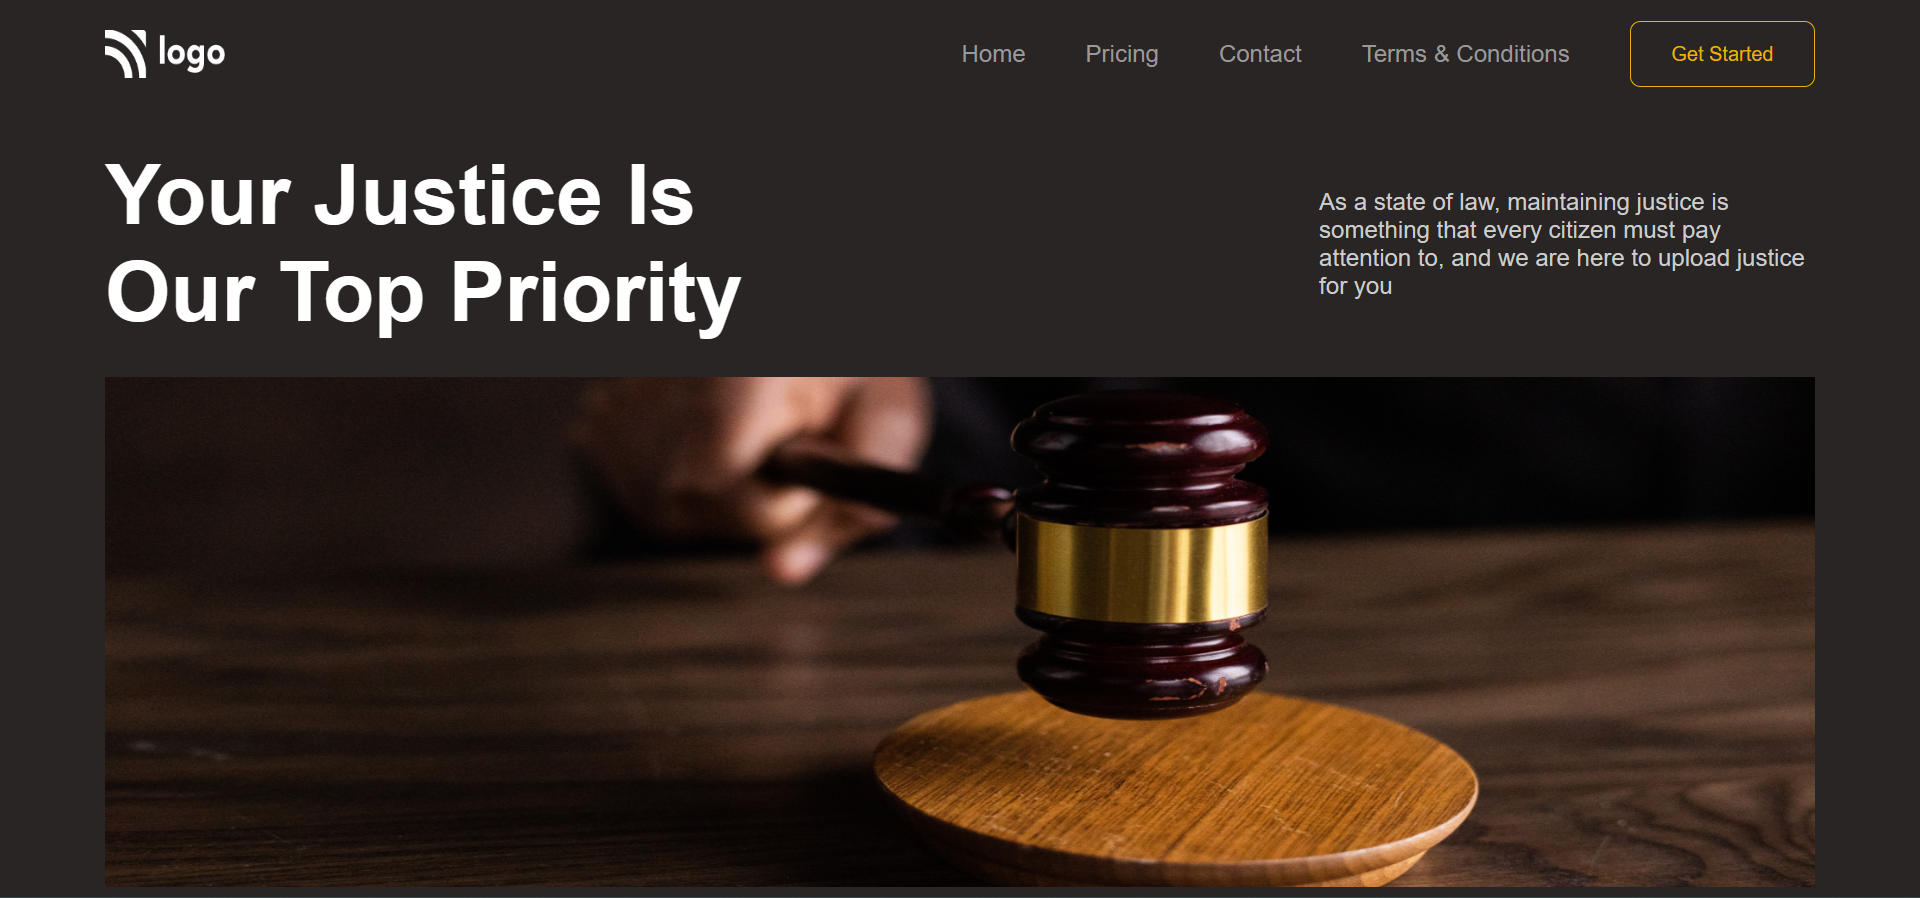 logo
Home Pricing Contact Terms & Conditions Get Started
Your Justice Is
Our Top Priority
As a state of law, maintaining justice is
something that every citizen must pay
attention to, and we are here to upload justice
for you